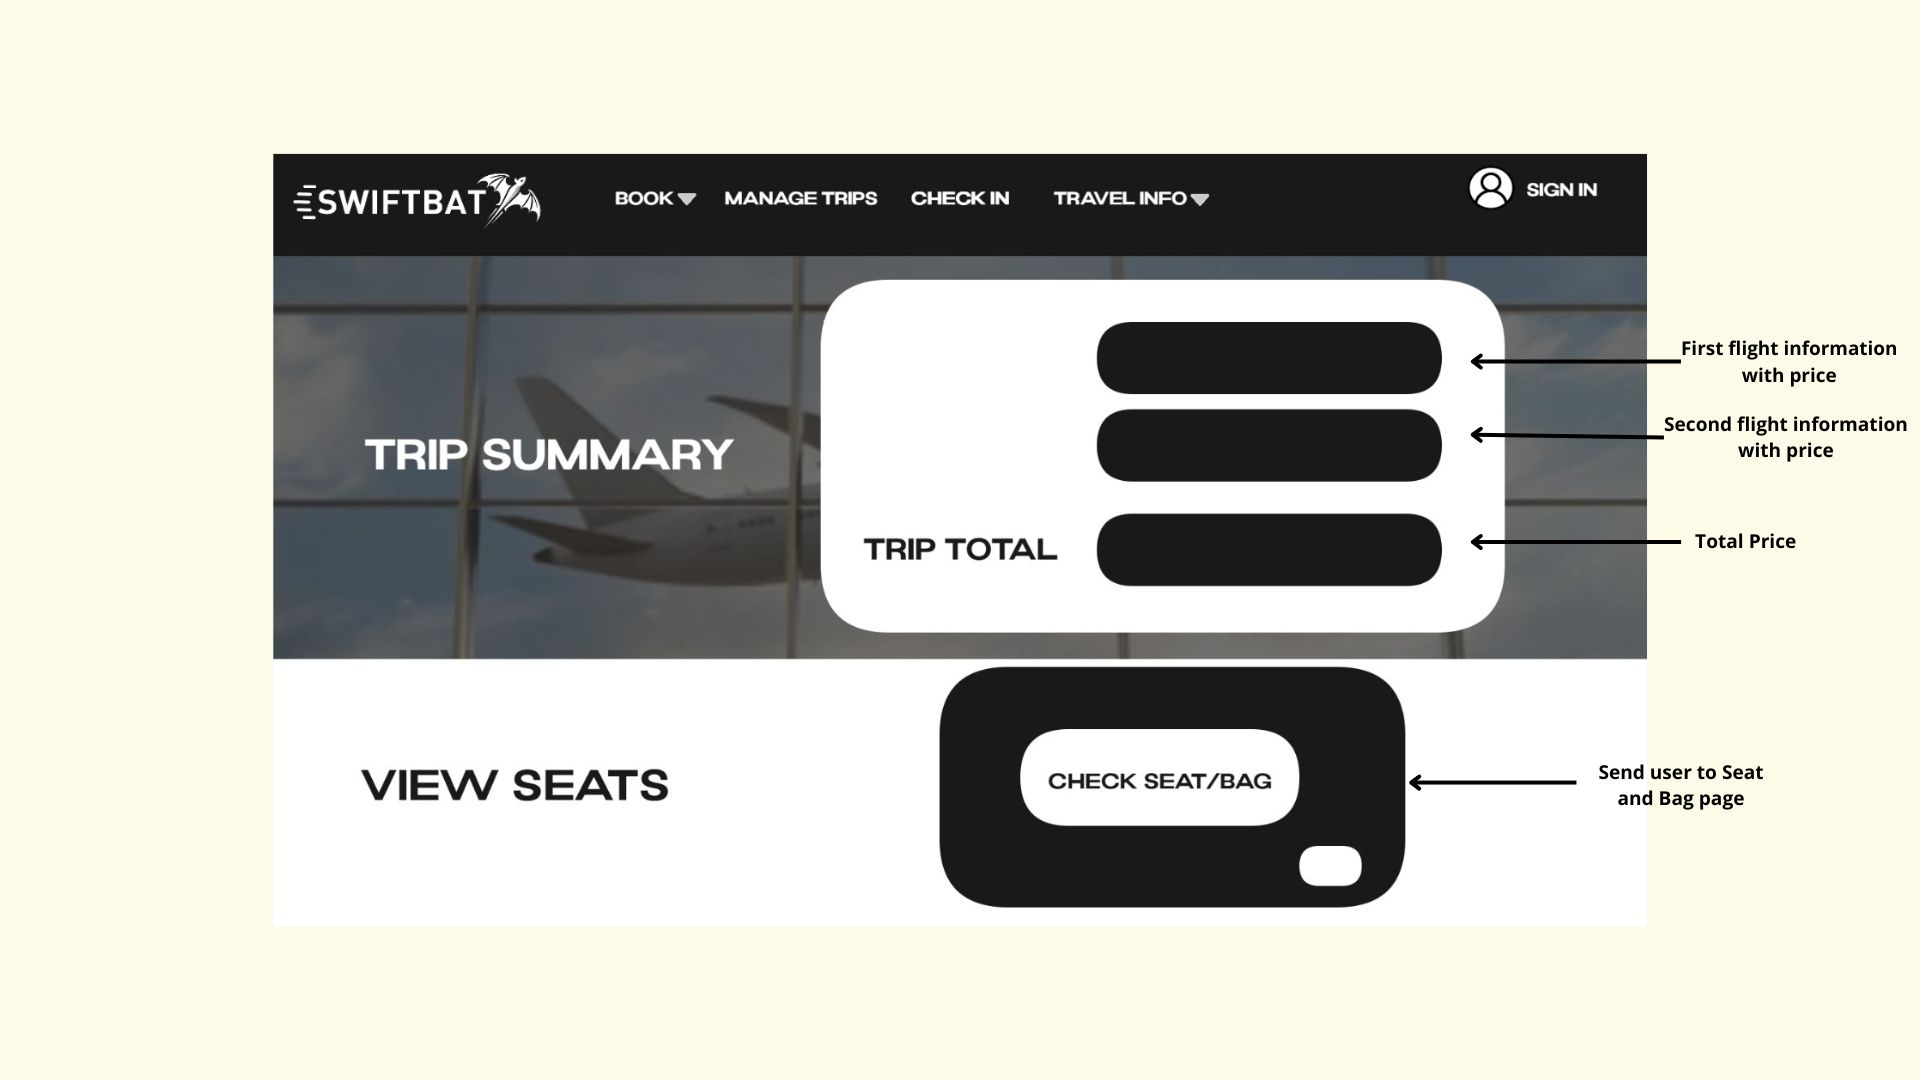 SWIFTBAT
BOOK
MANAGE TRIPS
CHECK IN
TRAVEL INFO
SIGN IN
TRIP SUMMARY
TRIP TOTAL
First flight information
with price
Second flight information
with price
Total Price
VIEW SEATS
CHECK SEAT/BAG
Send user to Seat
and Bag page